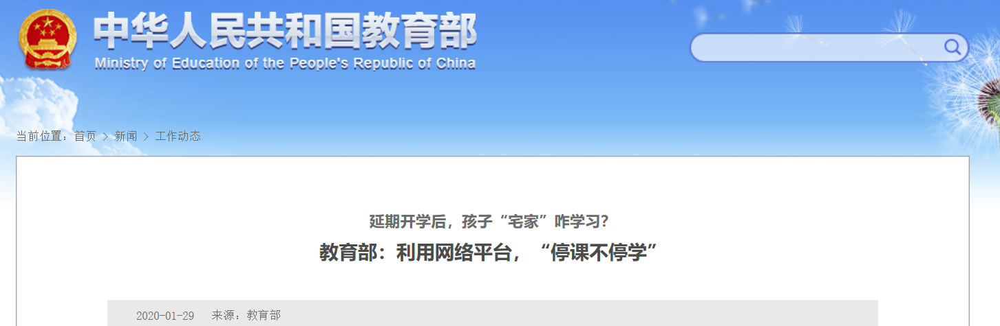 中华人民共和国教育部
Ministry of Education of the People's Republic of China
当前位置：首页 > 新闻 > 工作动态
延期开学后，孩子“宅家”咋学习？
教育部：利用网络平台，“停课不停学”
2020-01-29 来源：教育部